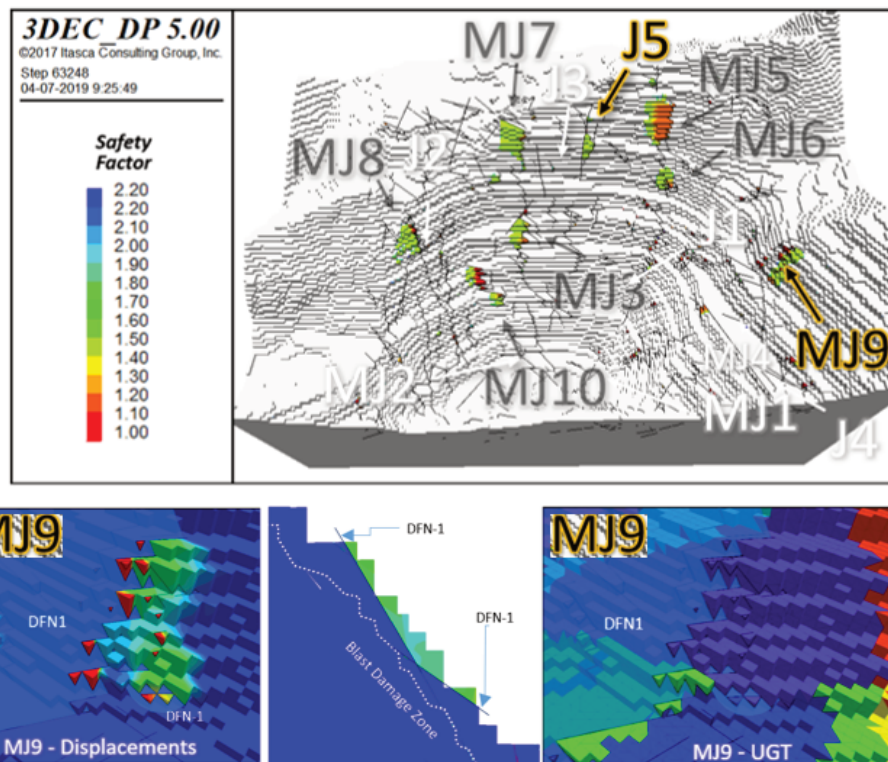 3DEC_DP 5.00
©2017 Itasca Consulting Group, Inc.
Step 63248
04-07-2019 9:25:49
Safety
Factor
2.20
2.20
2.10
2.00
1.90
1.80
1.70
1.60
1.50
1.40
1.30
1.20
1.10
1.00
MJ7
J5
J3
MJ5
MJ8
J2
MJ6
J1
MJ3
MJ9
MJ2
MJ10
MJ4
MJ1
J4
MJ9
DFN1
DFN-1
MJ9 - Displacements
DFN-1
DFN-1
Blast Damage Zone
MJ9
DFN1
MJ9 - UGT